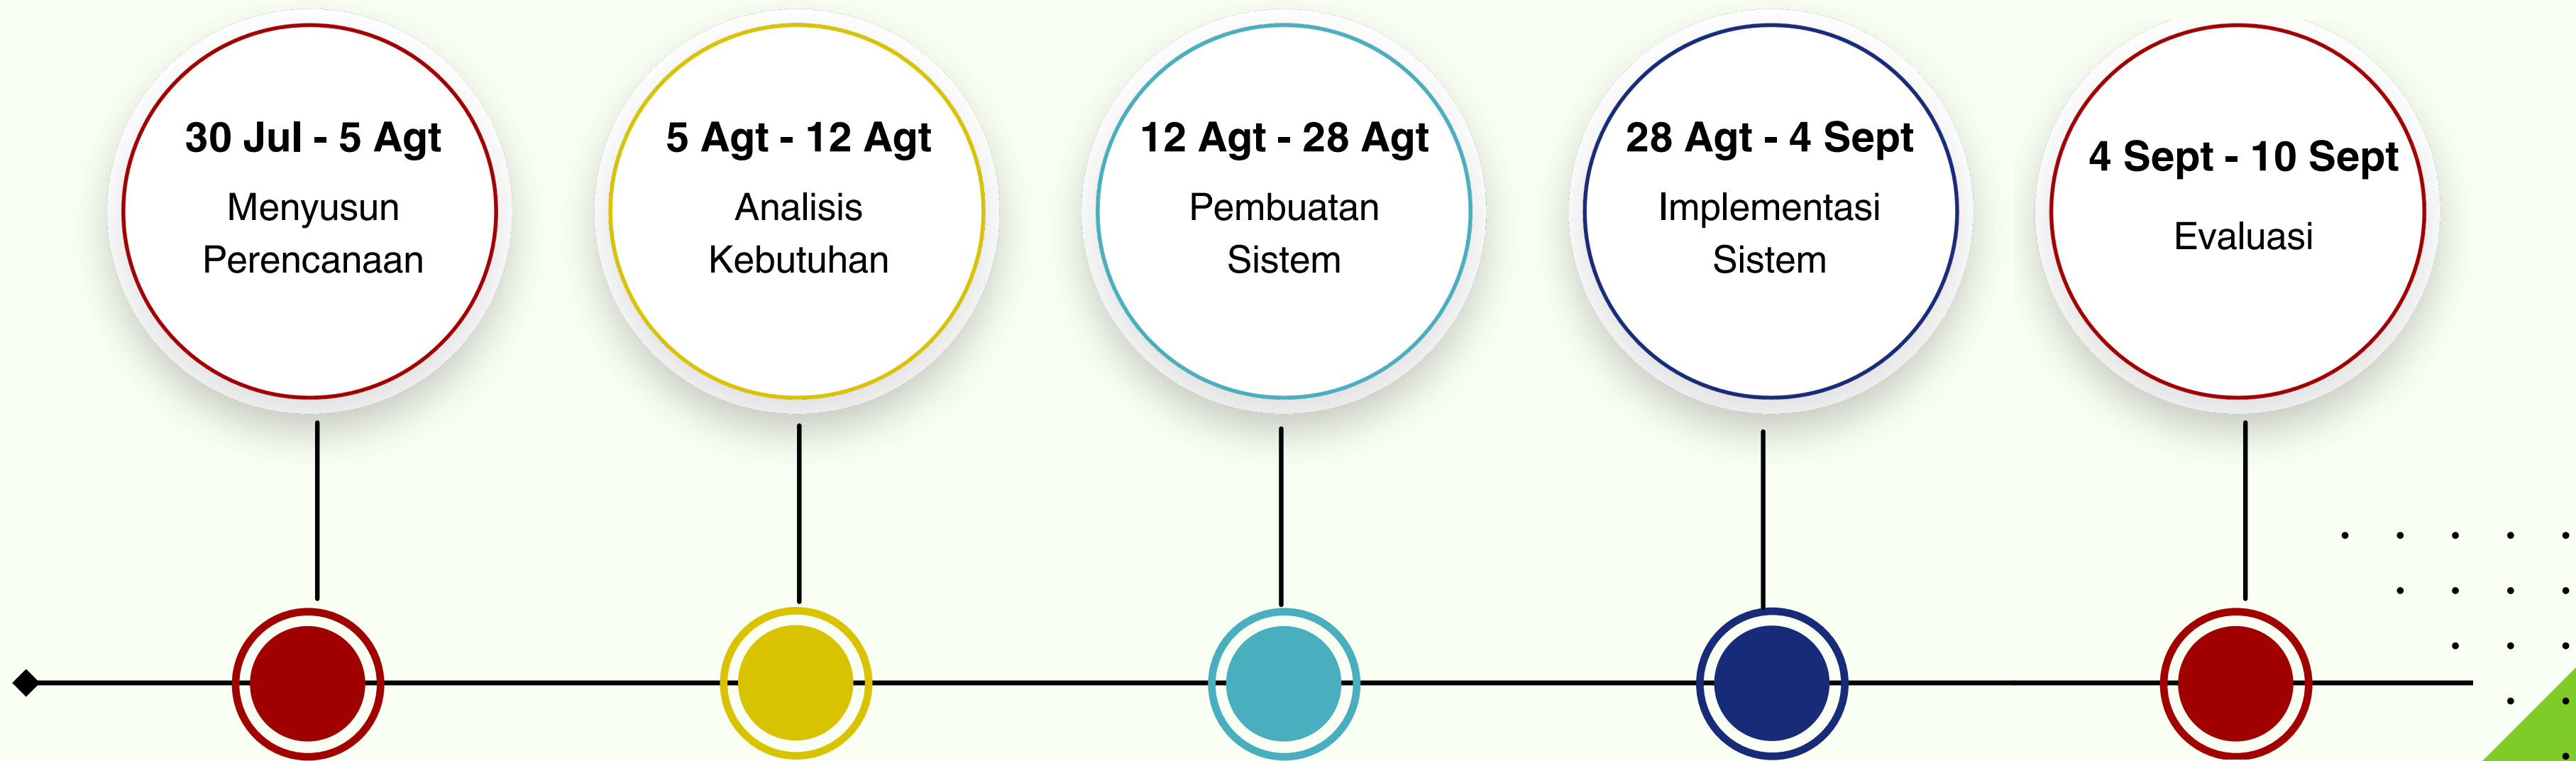 30 Jul - 5 Agt
Menyusun
Perencanaan
5 Agt - 12 Agt
Analisis
Kebutuhan
12 Agt - 28 Agt
Pembuatan
Sistem
28 Agt - 4 Sept
Implementasi
Sistem
4 Sept - 10 Sept
Evaluasi